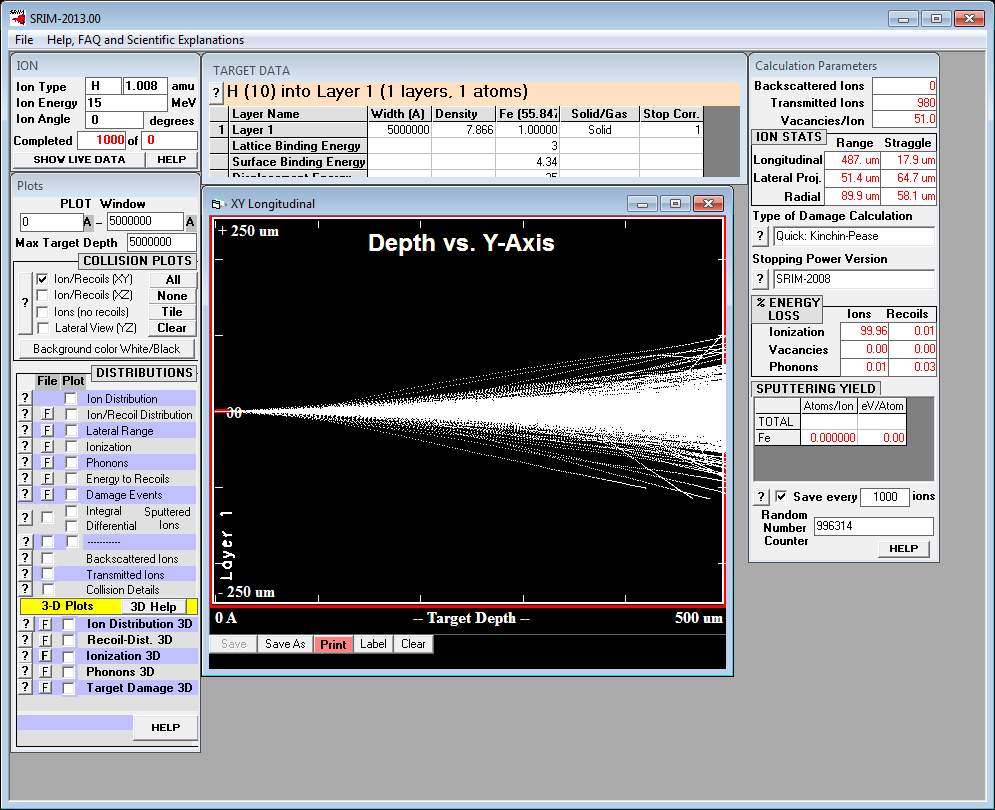 SRIM-2013.00
File Help, FAQ and Scientific Explanations
ION
Ion Type H 1.008 amu
Ion Energy 15 MeV
Ion Angle 0 degrees
Completed 1000 of 0
SHOW LIVE DATA HELP
TARGET DATA
? H (10) into Layer 1 (1 layers, 1 atoms)
Layer Name Width (A) Density Fe (55.847 Solid/Gas Stop Corr.
1 Layer 1 5000000 7.866 1.00000 Solid 1
Lattice Binding Energy 3
Surface Binding Energy 4.34
Displacement Energy 25
Calculation Parameters
Backscattered Ions 0
Transmitted Ions 980
Vacancies/Ion 51.0
ION STATS Range Straggle
Longitudinal 487. um 17.9 um
Lateral Proj. 51.4 um 64.7 um
Radial 89.9 um 58.1 um
Type of Damage Calculation
? Quick: Kinchin-Pease
Stopping Power Version
? SRIM-2008
% ENERGY LOSS Ions Recoils
Ionization 99.96 0.01
Vacancies 0.00 0.00
Phonons 0.01 0.03
SPUTTERING YIELD
Atoms/Ion eV/Atom
TOTAL
Fe 0.000000 0.00
? Save every 1000 ions
Random Number Counter 996314
HELP
Plots
PLOT Window
0 A - 5000000 A
Max Target Depth 5000000
COLLISION PLOTS
? Ion/Recoils (XY) All
Ion/Recoils (XZ) None
Ions (no recoils) Tile
Lateral View (YZ) Clear
Background color White/Black
DISTRIBUTIONS
File Plot
? Ion Distribution
? F Ion/Recoil Distribution
? F Lateral Range
? F Ionization
? F Phonons
? F Energy to Recoils
? F Damage Events
? Integral Sputtered
Differential Ions
? -----------
? Backscattered Ions
? Transmitted Ions
? Collision Details
3-D Plots 3D Help
? F Ion Distribution 3D
? F Recoil-Dist. 3D
? F Ionization 3D
? F Phonons 3D
? F Target Damage 3D
HELP
XY Longitudinal
+ 250 um
Depth vs. Y-Axis
Layer 1
- 250 um
0 A -- Target Depth -- 500 um
Save Save As Print Label Clear